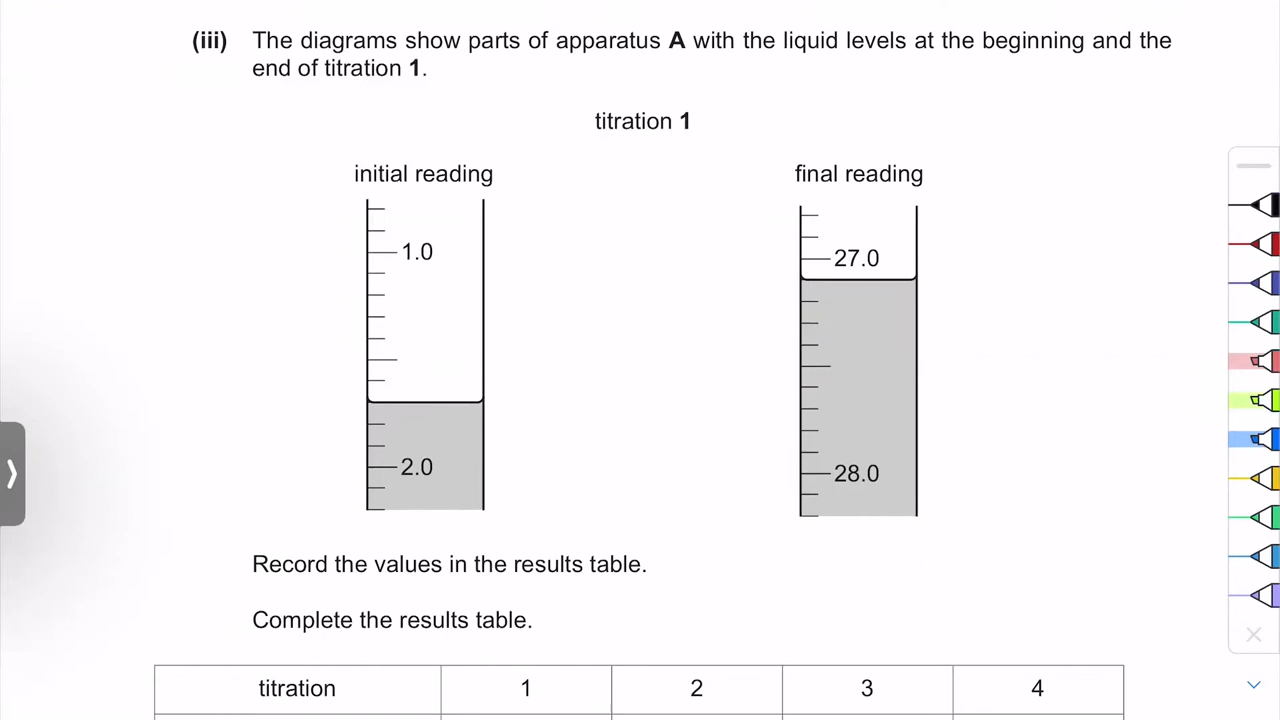 (iii) The diagrams show parts of apparatus A with the liquid levels at the beginning and the
end of titration 1.
titration 1
initial reading
final reading
1.0
2.0
27.0
28.0
Record the values in the results table.
Complete the results table.
titration 1 2 3 4